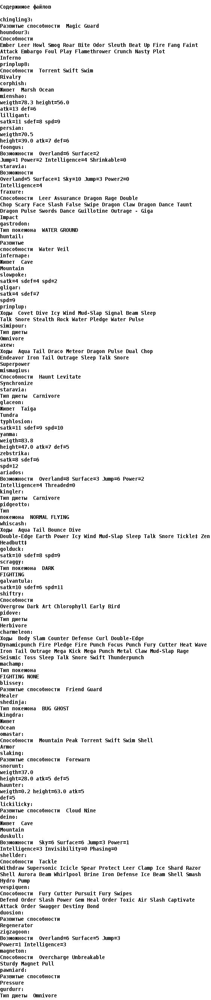 Содержимое файлов
chingling3:
Развитые способности  Magic Guard
houndour3:
Способности
Ember Leer Howl Smog Roar Bite Odor Sleuth Beat Up Fire Fang Faint
Attack Embargo Foul Play Flamethrower Crunch Nasty Plot
Inferno
prinplup8:
Способности  Torrent Swift Swim
Rivalry
corphish:
Живет  Marsh Ocean
mienshao:
weigth=78.3 height=56.0
atk=13 def=6
lilligant:
satk=11 sdef=8 spd=9
persian:
weigth=70.5
height=39.0 atk=7 def=6
foongus:
Возможности  Overland=6 Surface=2
Jump=1 Power=2 Intelligence=4 Shrinkable=0
staravia:
Возможности
Overland=5 Surface=1 Sky=10 Jump=3 Power2=0
Intelligence=4
fraxure:
Способности  Leer Assurance Dragon Rage Double
Chop Scary Face Slash False Swipe Dragon Claw Dragon Dance Taunt
Dragon Pulse Swords Dance Guillotine Outrage - Giga
Impact
gastrodon:
Тип покемона  WATER GROUND
huntail:
Развитые
способности  Water Veil
infernape:
Живет  Cave
Mountain
slowpoke:
satk=4 sdef=4 spd=2
gligar:
satk=4 sdef=7
spd=9
prinplup:
Ходы  Covet Dive Icy Wind Mud-Slap Signal Beam Sleep
Talk Snore Stealth Rock Water Pledge Water Pulse
simipour:
Тип диеты
Omnivore
axew:
Ходы  Aqua Tail Draco Meteor Dragon Pulse Dual Chop
Endeavor Iron Tail Outrage Sleep Talk Snore
Superpower
mismagius:
Способности  Haunt Levitate
Synchronize
staravia:
Тип диеты  Carnivore
glaceon:
Живет  Taiga
Tundra
typhlosion:
satk=11 sdef=9 spd=10
yanma:
weigth=83.8
height=47.0 atk=7 def=5
zebstrika:
satk=8 sdef=6
spd=12
ariados:
Возможности  Overland=8 Surface=3 Jump=6 Power=2
Intelligence=4 Threaded=0
kingler:
Тип диеты  Carnivore
pidgeotto:
Тип
покемона  NORMAL FLYING
whiscash:
Ходы  Aqua Tail Bounce Dive
Double-Edge Earth Power Icy Wind Mud-Slap Sleep Talk Snore Tickle‡ Zen
Headbutt‡
golduck:
satk=10 sdef=8 spd=9
scraggy:
Тип покемона  DARK
FIGHTING
galvantula:
satk=10 sdef=6 spd=11
shiftry:
Способности
Overgrow Dark Art Chlorophyll Early Bird
pidove:
Тип диеты
Herbivore
charmeleon:
Ходы  Body Slam Counter Defense Curl Double-Edge
Dynamicpunch Fire Pledge Fire Punch Focus Punch Fury Cutter Heat Wave
Iron Tail Outrage Mega Kick Mega Punch Metal Claw Mud-Slap Rage
Seismic Toss Sleep Talk Snore Swift Thunderpunch
machamp:
Тип покемона
FIGHTING NONE
blissey:
Развитые способности  Friend Guard
Healer
shedinja:
Тип покемона  BUG GHOST
kingdra:
Живет
Ocean
omastar:
Способности  Mountain Peak Torrent Swift Swim Shell
Armor
slaking:
Развитые способности  Forewarn
snorunt:
weigth=37.0
height=28.0 atk=5 def=5
haunter:
weigth=0.2 height=63.0 atk=5
def=5
lickilicky:
Развитые способности  Cloud Nine
deino:
Живет  Cave
Mountain
duskull:
Возможности  Sky=6 Surface=6 Jump=3 Power=1
Intelligence=3 Invisibility=0 Phasing=0
shellder:
Способности  Tackle
Withdraw Supersonic Icicle Spear Protect Leer Clamp Ice Shard Razor
Shell Aurora Beam Whirlpool Brine Iron Defense Ice Beam Shell Smash
Hydro Pump
vespiquen:
Способности  Fury Cutter Pursuit Fury Swipes
Defend Order Slash Power Gem Heal Order Toxic Air Slash Captivate
Attack Order Swagger Destiny Bond
duosion:
Развитые способности
Regenerator
zigzagoon:
Возможности  Overland=6 Surface=5 Jump=3
Power=1 Intelligence=3
magneton:
Способности  Overcharge Unbreakable
Sturdy Magnet Pull
pawniard:
Развитые способности
Pressure
gurdurr:
Тип диеты  Omnivore